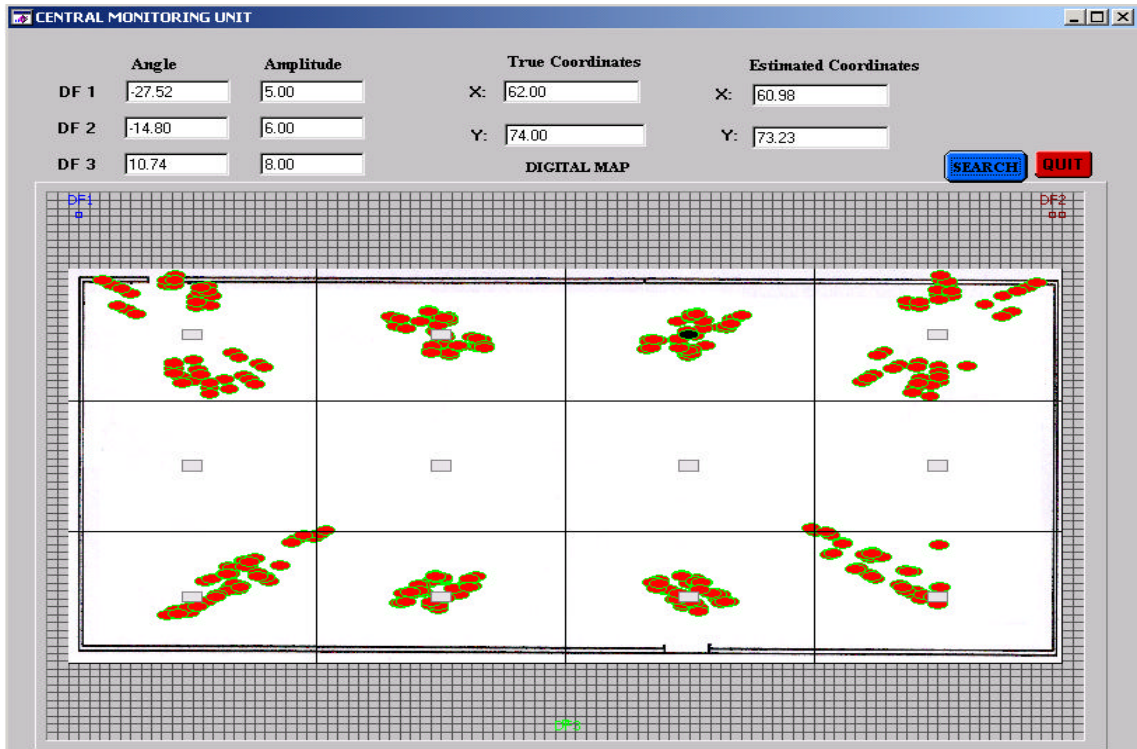 CENTRAL MONITORING UNIT
Angle Amplitude True Coordinates Estimated Coordinates
DF 1 -27.52 5.00 X: 62.00 X: 60.98
DF 2 -14.80 6.00 Y: 74.00 Y: 73.23
DF 3 10.74 8.00 DIGITAL MAP SEARCH QUIT
DF1 DF2
DF3